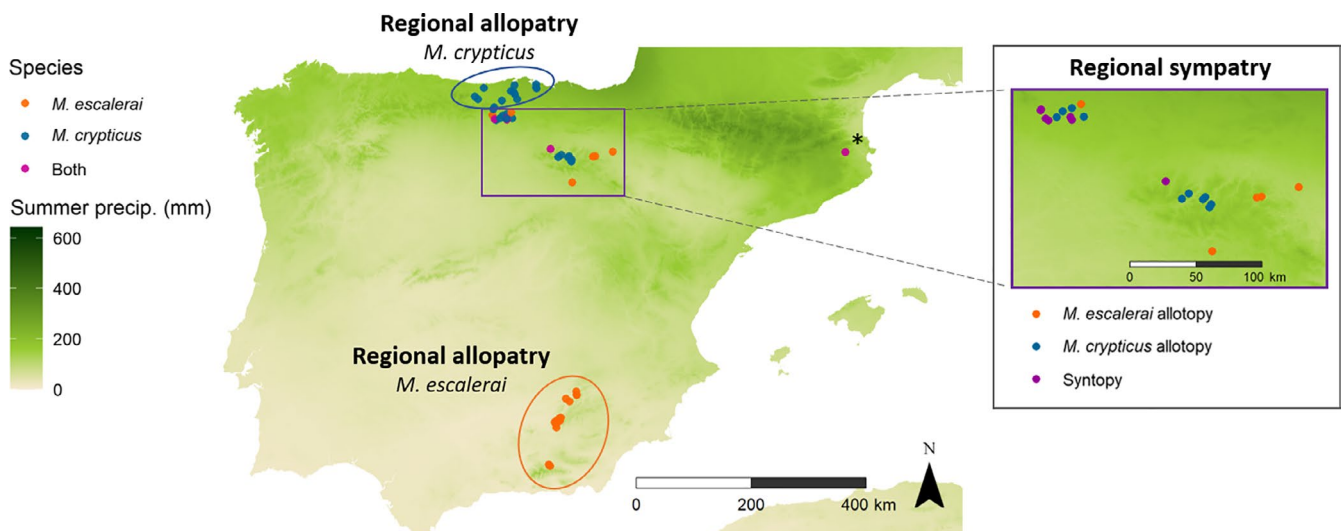 Regional allopatry
M. crypticus
Species
M. escalerai
M. crypticus
Both
Summer precip. (mm)
600
400
200
0
*
Regional allopatry
M. escalerai
N
0 200 400 km
Regional sympatry
0 50 100 km
M. escalerai allotopy
M. crypticus allotopy
Syntopy